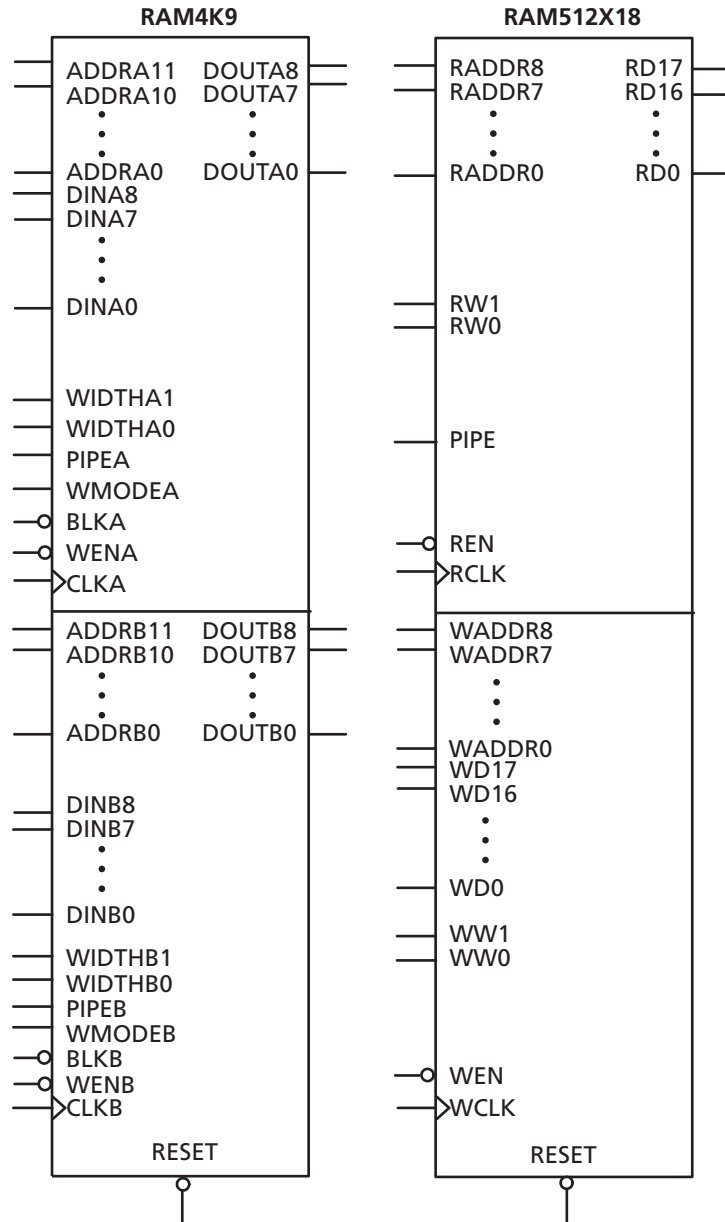 RAM4K9
ADDRA11 DOUTA8
ADDRA10 DOUTA7
ADDRA0 DOUTA0
DINA8
DINA7
DINA0
WIDTHA1
WIDTHA0
PIPEA
WMODEA
BLKA
WENA
CLKA
ADDRB11 DOUTB8
ADDRB10 DOUTB7
ADDRB0 DOUTB0
DINB8
DINB7
DINB0
WIDTHB1
WIDTHB0
PIPEB
WMODEB
BLKB
WENB
CLKB
RESET
RAM512X18
RADDR8 RD17
RADDR7 RD16
RADDR0 RD0
RW1
RW0
PIPE
REN
RCLK
WADDR8
WADDR7
WADDR0
WD17
WD16
WD0
WW1
WW0
WEN
WCLK
RESET